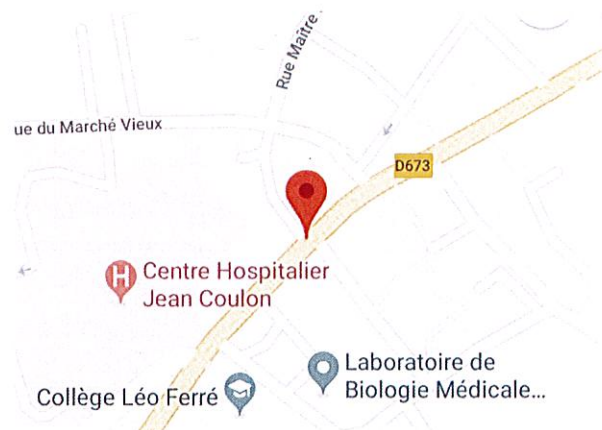 Rue Maître
ue du Marché Vieux
D673
H
Centre Hospitalier
Jean Coulon
Laboratoire de
Biologie Médicale...
Collège Léo Ferré